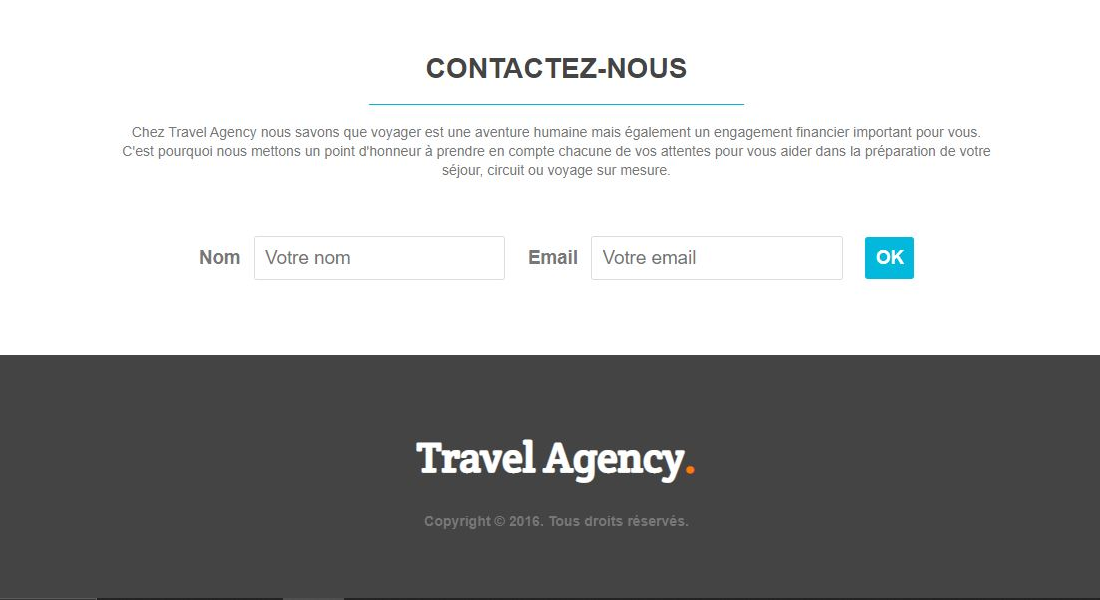 CONTACTEZ-NOUS
Chez Travel Agency nous savons que voyager est une aventure humaine mais également un engagement financier important pour vous.
C'est pourquoi nous mettons un point d'honneur à prendre en compte chacune de vos attentes pour vous aider dans la préparation de votre
séjour, circuit ou voyage sur mesure.
Nom Votre nom Email Votre email OK
Travel Agency.
Copyright © 2016. Tous droits réservés.